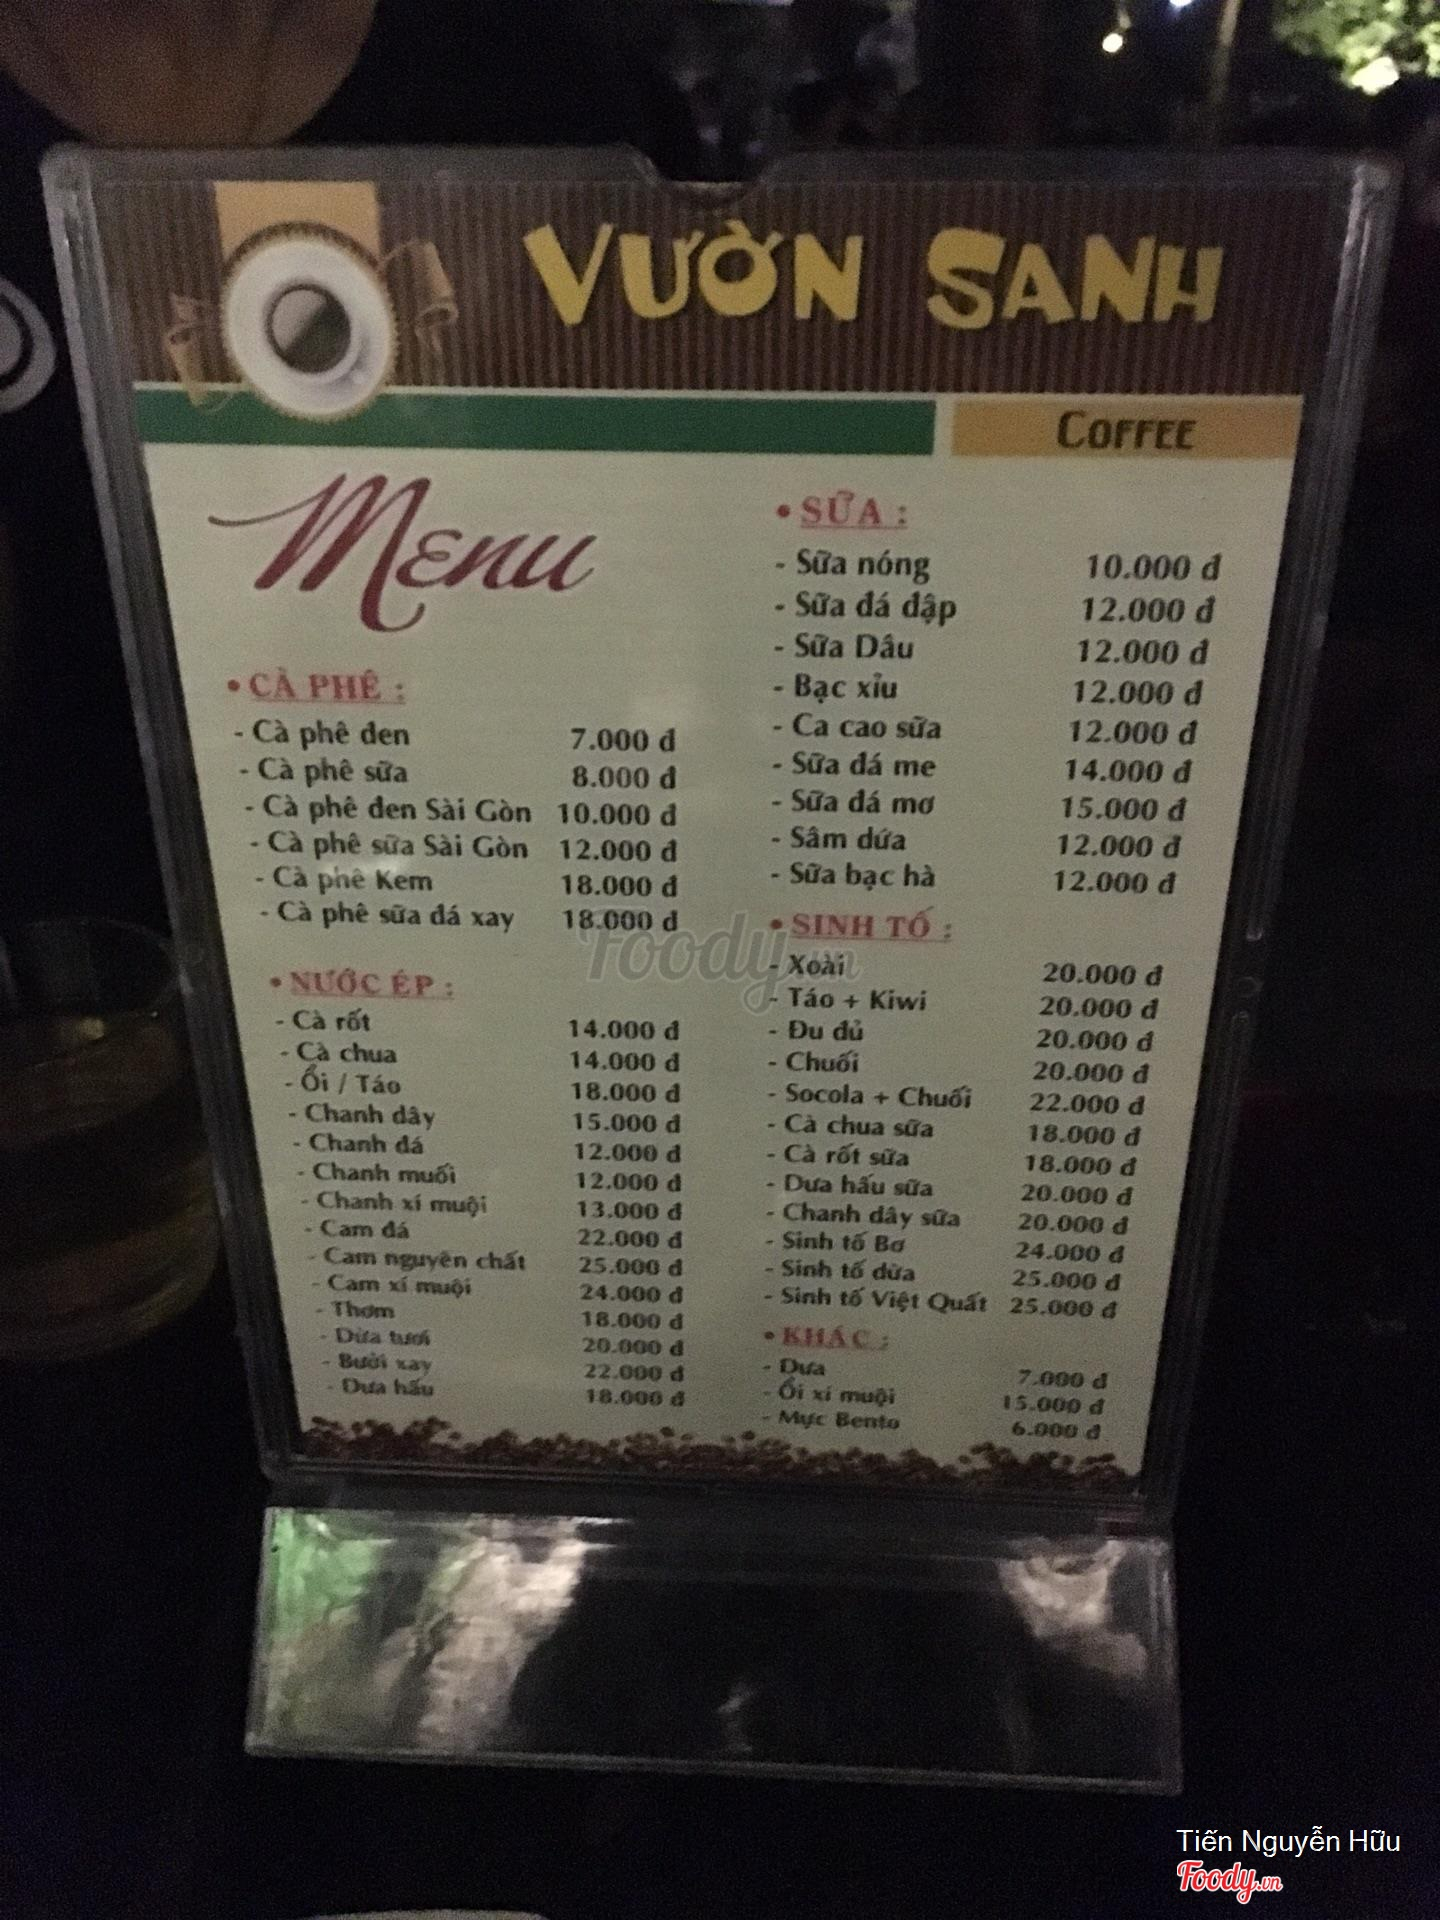 VƯỜN SANH
COFFEE
Menu
• CÀ PHÊ :
- Cà phê đen 7.000 đ
- Cà phê sữa 8.000 đ
- Cà phê đen Sài Gòn 10.000 đ
- Cà phê sữa Sài Gòn 12.000 đ
- Cà phê Kem 18.000 đ
- Cà phê sữa đá xay 18.000 đ
• NƯỚC ÉP :
- Cà rốt 14.000 đ
- Cà chua 14.000 đ
- Ổi / Táo 18.000 đ
- Chanh dây 15.000 đ
- Chanh đá 12.000 đ
- Chanh muối 12.000 đ
- Chanh xí muội 13.000 đ
- Cam đá 22.000 đ
- Cam nguyên chất 25.000 đ
- Cam xí muội 24.000 đ
- Thơm 18.000 đ
- Dừa tươi 20.000 đ
- Bưởi xay 22.000 đ
- Dưa hấu 18.000 đ
• SỮA :
- Sữa nóng 10.000 đ
- Sữa đá đập 12.000 đ
- Sữa Dâu 12.000 đ
- Bạc xỉu 12.000 đ
- Ca cao sữa 12.000 đ
- Sữa đá me 14.000 đ
- Sữa đá mơ 15.000 đ
- Sâm dứa 12.000 đ
- Sữa bạc hà 12.000 đ
• SINH TỐ :
- Xoài 20.000 đ
- Táo + Kiwi 20.000 đ
- Đu đủ 20.000 đ
- Chuối 20.000 đ
- Socola + Chuối 22.000 đ
- Cà chua sữa 18.000 đ
- Cà rốt sữa 18.000 đ
- Dưa hấu sữa 20.000 đ
- Chanh dây sữa 20.000 đ
- Sinh tố Bơ 24.000 đ
- Sinh tố dừa 25.000 đ
- Sinh tố Việt Quất 25.000 đ
• KHÁC :
- Dưa 7.000 đ
- Ổi xí muội 15.000 đ
- Mực Bento 6.000 đ
Foody.vn
Tiến Nguyễn Hữu
Foody.vn